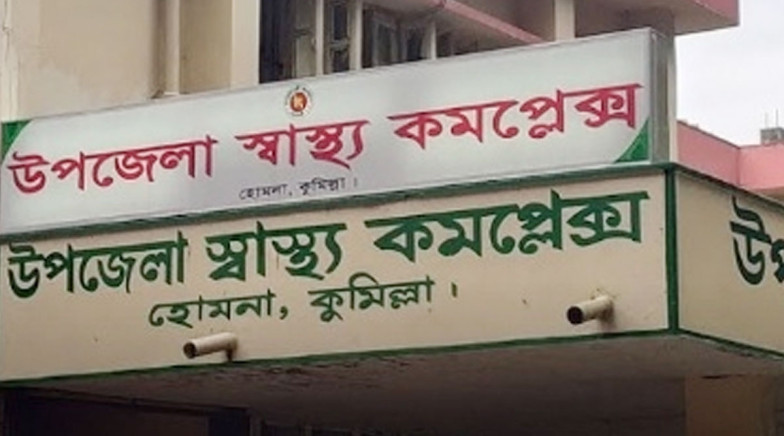 উপজেলা স্বাস্থ্য কমপ্লেক্স
হোমনা, কুমিল্লা ।
উপজেলা স্বাস্থ্য কমপ্লেক্স
হোমনা, কুমিল্লা ।